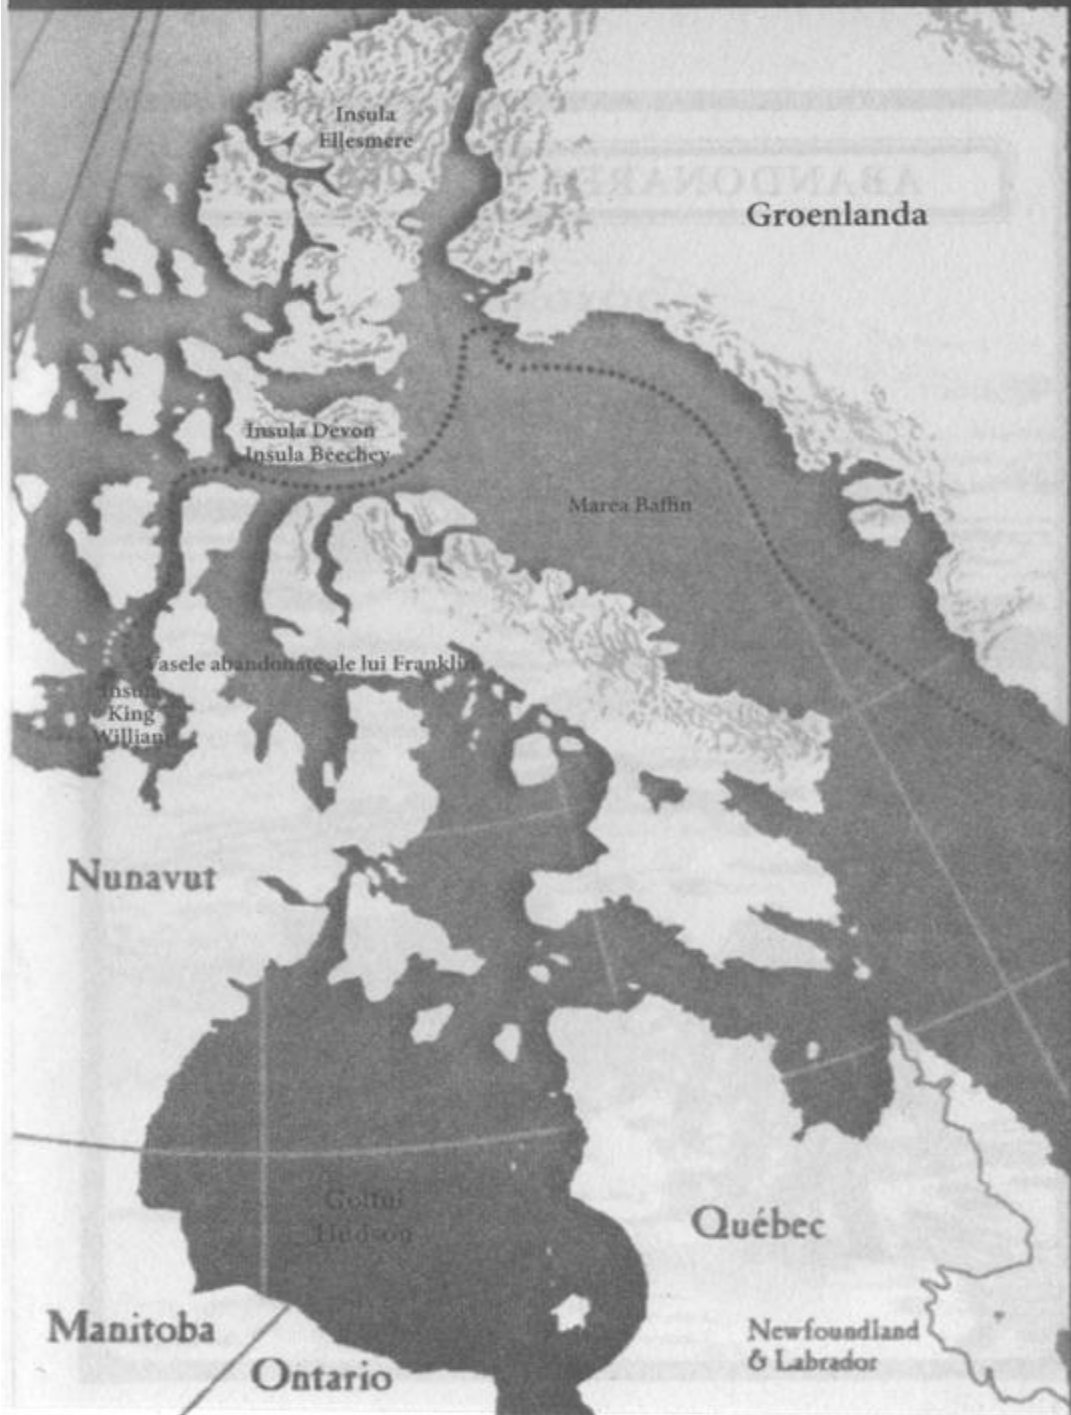 Insula
Ellesmere
ABANDONAREA
Groenlanda
Insula Devon
Insula Beechey
Marea Baffin
Vasele abandonate ale lui Franklin
Insula
King
William
Nunavut
Golful
Hudson
Québec
Manitoba
Newfoundland
& Labrador
Ontario